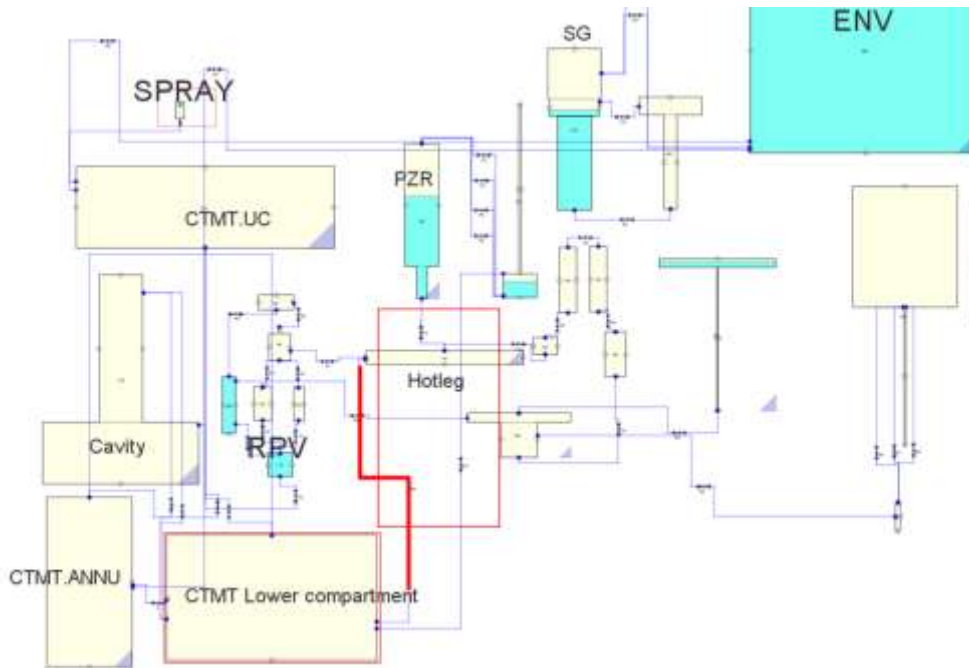 ENV
SG
SPRAY
PZR
CTMT.UC
Hotleg
Cavity
RPV
CTMT.ANNU
CTMT Lower compartment